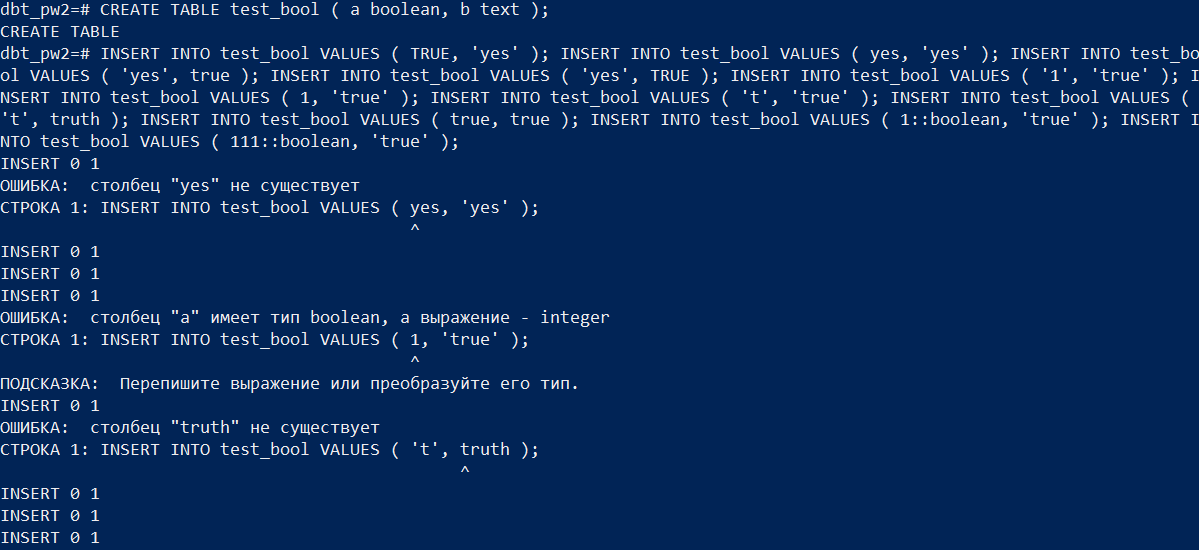 dbt_pw2=# CREATE TABLE test_bool ( a boolean, b text );
CREATE TABLE
dbt_pw2=# INSERT INTO test_bool VALUES ( TRUE, 'yes' ); INSERT INTO test_bool VALUES ( yes, 'yes' ); INSERT INTO test_bo
ol VALUES ( 'yes', true ); INSERT INTO test_bool VALUES ( 'yes', TRUE ); INSERT INTO test_bool VALUES ( '1', 'true' ); I
NSERT INTO test_bool VALUES ( 1, 'true' ); INSERT INTO test_bool VALUES ( 't', 'true' ); INSERT INTO test_bool VALUES (
't', truth ); INSERT INTO test_bool VALUES ( true, true ); INSERT INTO test_bool VALUES ( 1::boolean, 'true' ); INSERT I
NTO test_bool VALUES ( 111::boolean, 'true' );
INSERT 0 1
ОШИБКА:  столбец "yes" не существует
СТРОКА 1: INSERT INTO test_bool VALUES ( yes, 'yes' );
^
INSERT 0 1
INSERT 0 1
INSERT 0 1
ОШИБКА:  столбец "a" имеет тип boolean, а выражение - integer
СТРОКА 1: INSERT INTO test_bool VALUES ( 1, 'true' );
^
ПОДСКАЗКА:  Перепишите выражение или преобразуйте его тип.
INSERT 0 1
ОШИБКА:  столбец "truth" не существует
СТРОКА 1: INSERT INTO test_bool VALUES ( 't', truth );
^
INSERT 0 1
INSERT 0 1
INSERT 0 1